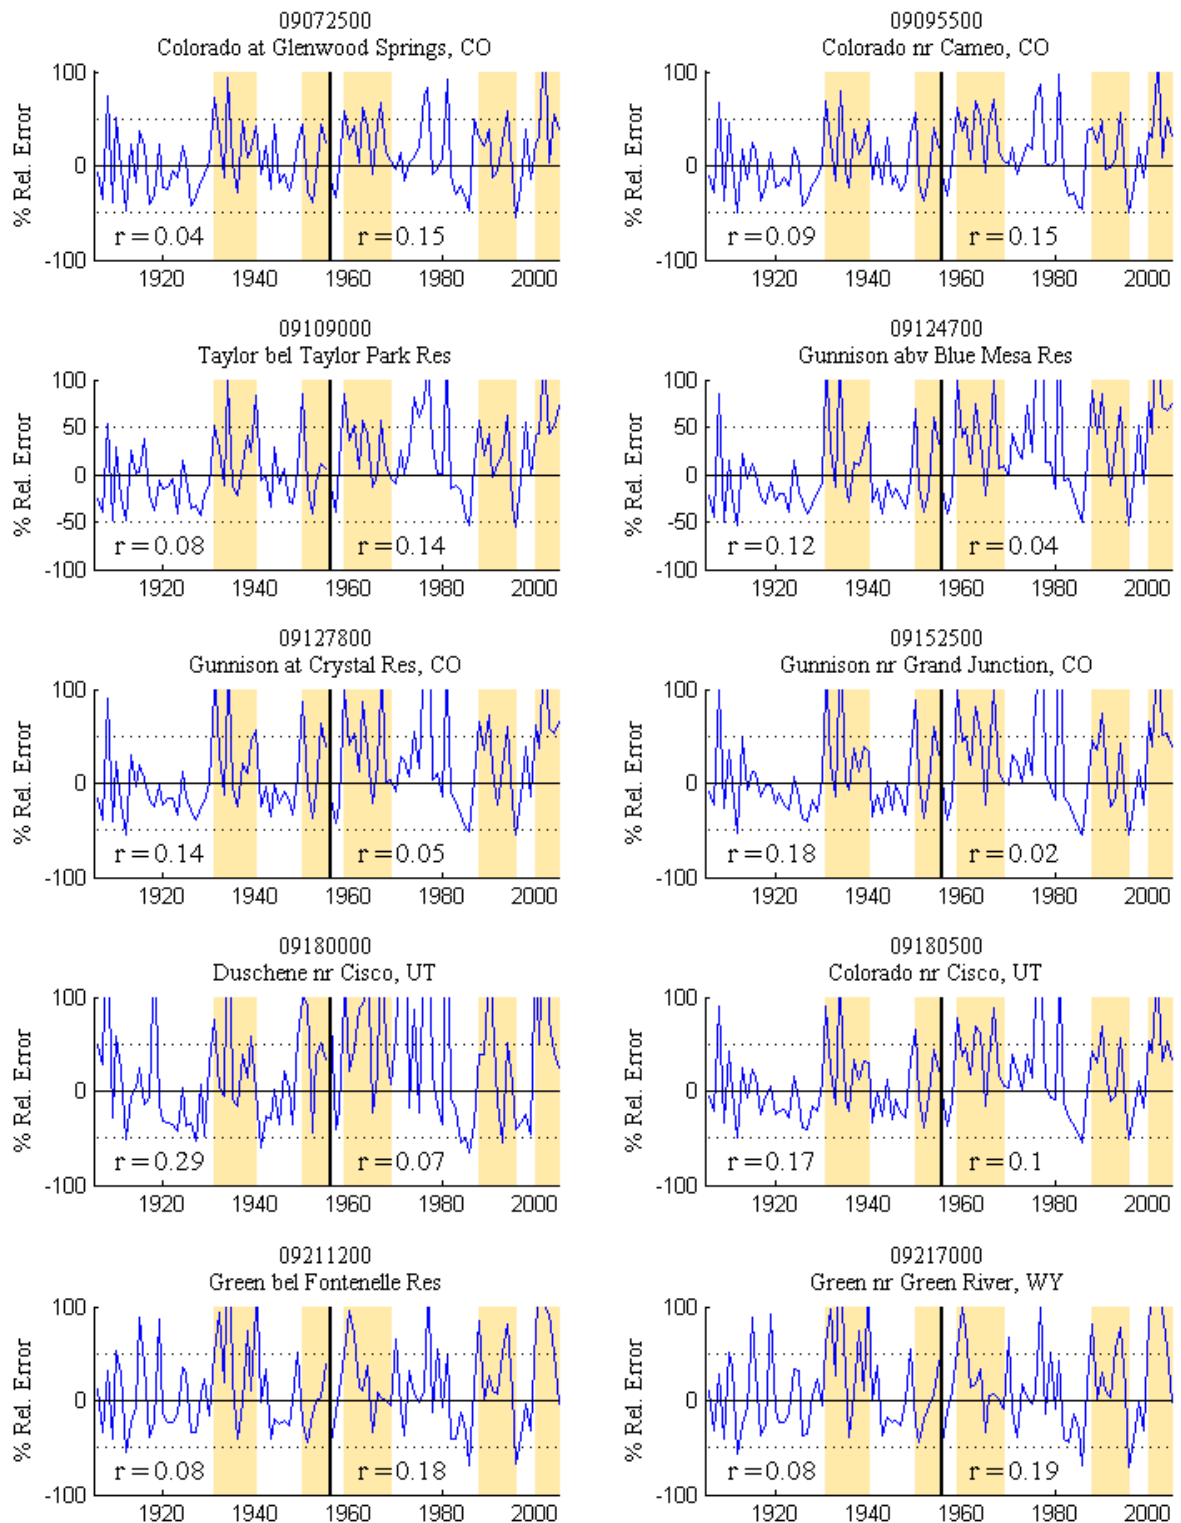 09072500
Colorado at Glenwood Springs, CO
% Rel. Error
100
0
-100
r=0.04
r=0.15
1920
1940
1960
1980
2000
09095500
Colorado nr Cameo, CO
% Rel. Error
100
0
-100
r=0.09
r=0.15
1920
1940
1960
1980
2000
09109000
Taylor bel Taylor Park Res
% Rel. Error
100
50
0
-50
-100
r=0.08
r=0.14
1920
1940
1960
1980
2000
09124700
Gunnison abv Blue Mesa Res
% Rel. Error
100
50
0
-50
-100
r=0.12
r=0.04
1920
1940
1960
1980
2000
09127800
Gunnison at Crystal Res, CO
% Rel. Error
100
0
-100
r=0.14
r=0.05
1920
1940
1960
1980
2000
09152500
Gunnison nr Grand Junction, CO
% Rel. Error
100
0
-100
r=0.18
r=0.02
1920
1940
1960
1980
2000
09180000
Duschene nr Cisco, UT
% Rel. Error
100
0
-100
r=0.29
r=0.07
1920
1940
1960
1980
2000
09180500
Colorado nr Cisco, UT
% Rel. Error
100
0
-100
r=0.17
r=0.1
1920
1940
1960
1980
2000
09211200
Green bel Fontenelle Res
% Rel. Error
100
0
-100
r=0.08
r=0.18
1920
1940
1960
1980
2000
09217000
Green nr Green River, WY
% Rel. Error
100
0
-100
r=0.08
r=0.19
1920
1940
1960
1980
2000